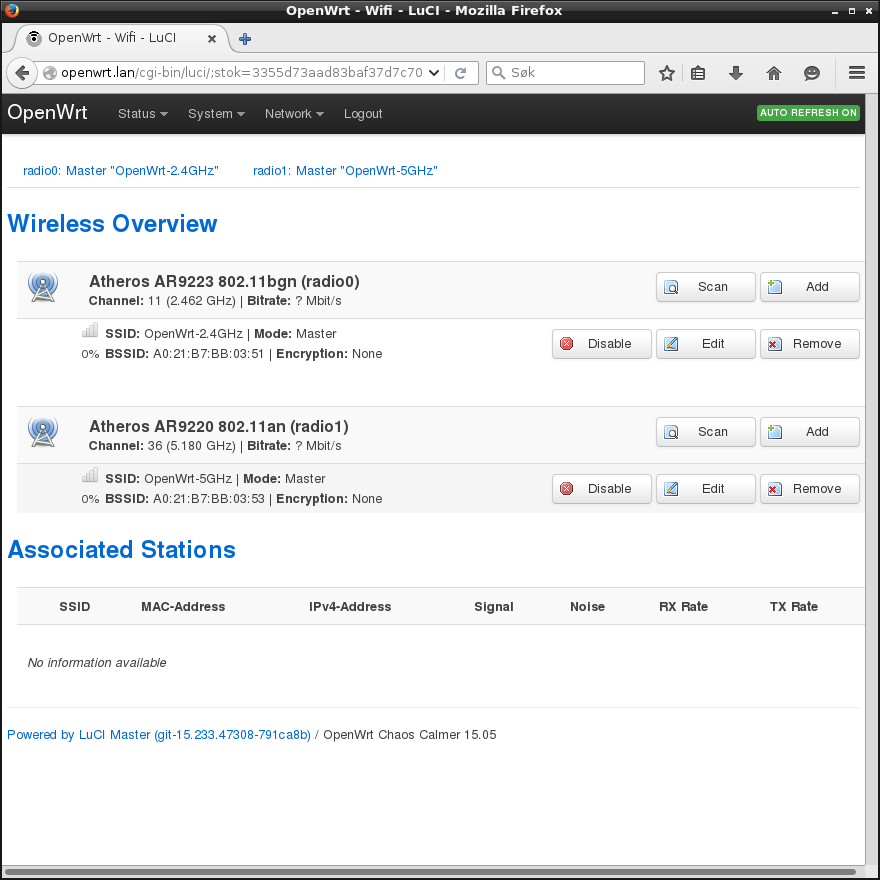 OpenWrt - Wifi - LuCI - Mozilla Firefox
OpenWrt - Wifi - LuCI
openwrt.lan/cgi-bin/luci/;stok=3355d73aad83baf37d7c70
Søk
OpenWrt Status System Network Logout AUTO REFRESH ON
radio0: Master "OpenWrt-2.4GHz" radio1: Master "OpenWrt-5GHz"
Wireless Overview
Atheros AR9223 802.11bgn (radio0)
Channel: 11 (2.462 GHz) | Bitrate: ? Mbit/s
Scan Add
SSID: OpenWrt-2.4GHz | Mode: Master
0% BSSID: A0:21:B7:BB:03:51 | Encryption: None
Disable Edit Remove
Atheros AR9220 802.11an (radio1)
Channel: 36 (5.180 GHz) | Bitrate: ? Mbit/s
Scan Add
SSID: OpenWrt-5GHz | Mode: Master
0% BSSID: A0:21:B7:BB:03:53 | Encryption: None
Disable Edit Remove
Associated Stations
SSID MAC-Address IPv4-Address Signal Noise RX Rate TX Rate
No information available
Powered by LuCI Master (git-15.233.47308-791ca8b) / OpenWrt Chaos Calmer 15.05